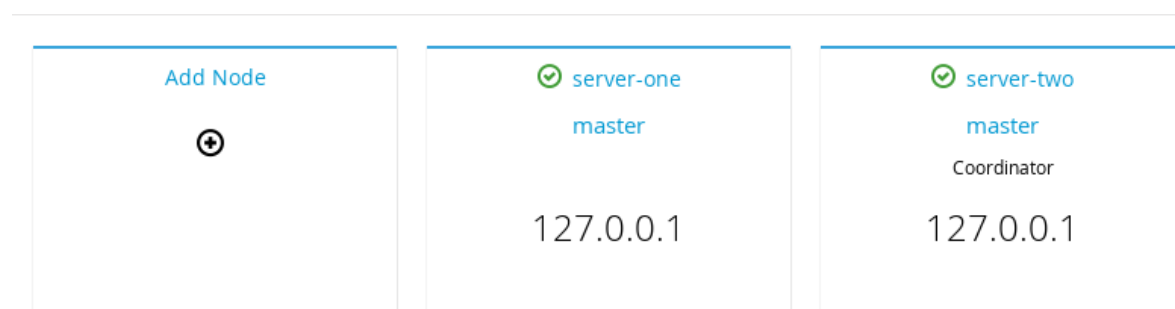 Add Node
server-one
master
127.0.0.1
server-two
master
Coordinator
127.0.0.1